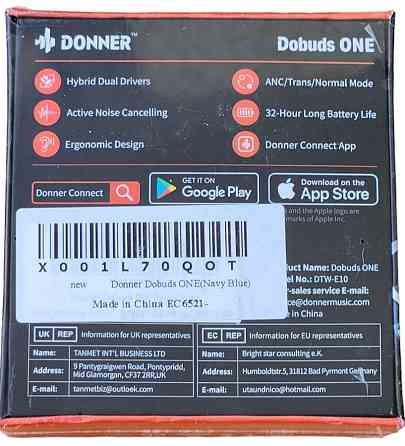 DONNER™ Dobuds ONE
Hybrid Dual Drivers ANC/Trans/Normal Mode
Active Noise Cancelling 32-Hour Long Battery Life
Ergonomic Design Donner Connect App
Donner Connect GET IT ON Google Play Download on the App Store
and the Apple logo are
marks of Apple Inc.
X001L70QOT
new Donner Dobuds ONE(Navy Blue)
Made in China EC6521-
duct Name: Dobuds ONE
el No.: DTW-E10
r-sales service E-mail:
ce@donnermusic.com
e in China
UK REP Information for UK representatives
Name: TANMET INT'L BUSINESS LTD
Address: 9 Pantygraigwen Road, Pontypridd,
Mid Glamorgan, CF37 2RR,UK
E-mail: tanmetbiz@outlook.com
EC REP Information for EU representatives
Name: Bright star consulting e.K.
Address: Humboldtstr.5, 31812 Bad Pyrmont Germany
E-mail: utaundnico@hotmail.com